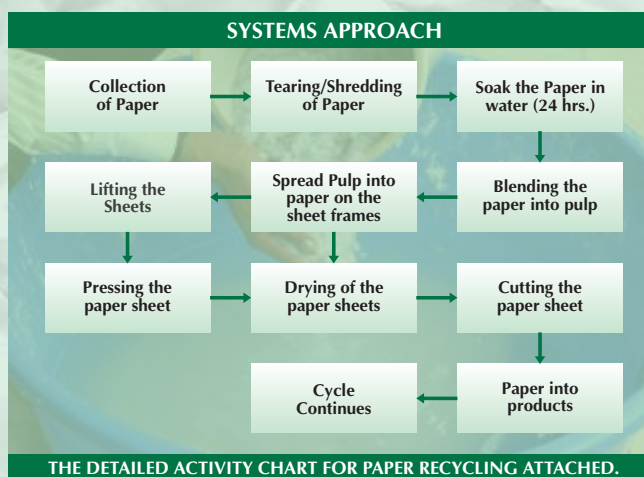 SYSTEMS APPROACH
Collection
of Paper
Tearing/Shredding
of Paper
Soak the Paper in
water (24 hrs.)
Lifting the
Sheets
Spread Pulp into
paper on the
sheet frames
Blending the
paper into pulp
Pressing the
paper sheet
Drying of the
paper sheets
Cutting the
paper sheet
Cycle
Continues
Paper into
products
THE DETAILED ACTIVITY CHART FOR PAPER RECYCLING ATTACHED.